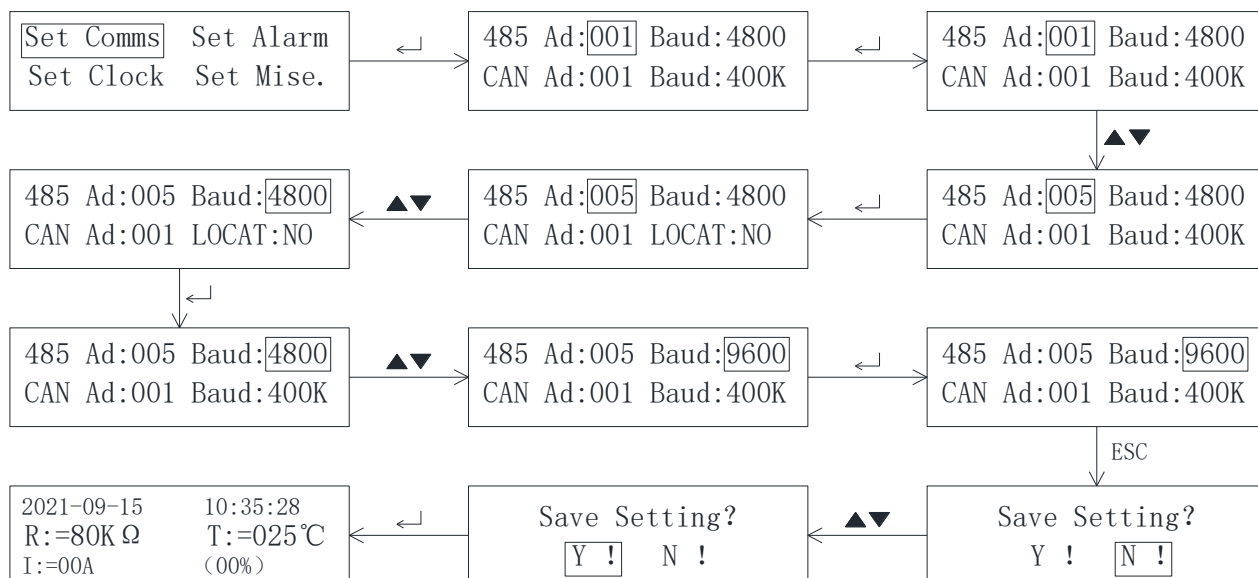 Set Comms Set Alarm
Set Clock Set Mise.
485 Ad:001 Baud:4800
CAN Ad:001 Baud:400K
485 Ad:001 Baud:4800
CAN Ad:001 Baud:400K
485 Ad:005 Baud:4800
CAN Ad:001 LOCAT:NO
485 Ad:005 Baud:4800
CAN Ad:001 LOCAT:NO
485 Ad:005 Baud:4800
CAN Ad:001 Baud:400K
485 Ad:005 Baud:4800
CAN Ad:001 Baud:400K
485 Ad:005 Baud:9600
CAN Ad:001 Baud:400K
485 Ad:005 Baud:9600
CAN Ad:001 Baud:400K
ESC
2021-09-15 10:35:28
R:=80KΩ T:=025℃
I:=00A (00%)
Save Setting?
Y ! N !
Save Setting?
Y ! N !